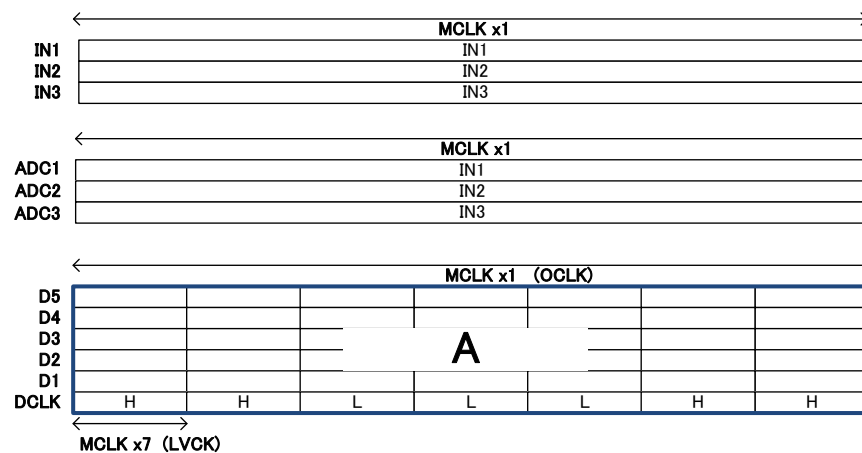 MCLK x1
IN1 IN1
IN2 IN2
IN3 IN3
MCLK x1
ADC1 IN1
ADC2 IN2
ADC3 IN3
MCLK x1 (OCLK)
D5
D4
D3
D2
D1
A
DCLK H H L L L H H
MCLK x7 (LVCK)